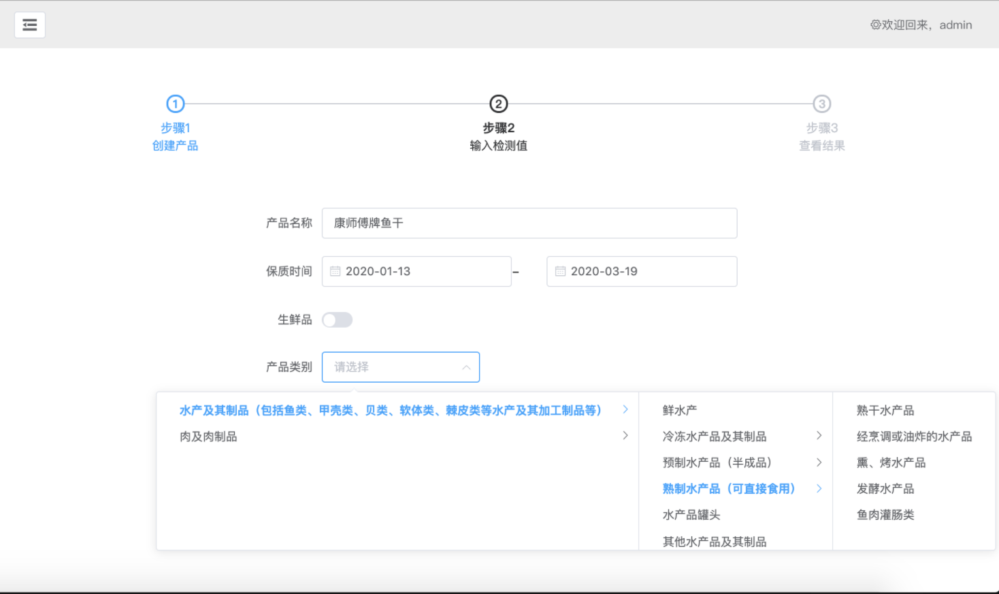 欢迎回来，admin
1
2
3
步骤1
步骤2
步骤3
创建产品
输入检测值
查看结果
产品名称 康师傅牌鱼干
保质时间 2020-01-13 – 2020-03-19
生鲜品
产品类别 请选择
水产及其制品（包括鱼类、甲壳类、贝类、软体类、棘皮类等水产及其加工制品等）
肉及肉制品
鲜水产
冷冻水产品及其制品
预制水产品（半成品）
熟制水产品（可直接食用）
水产品罐头
其他水产品及其制品
熟干水产品
经烹调或油炸的水产品
熏、烤水产品
发酵水产品
鱼肉灌肠类